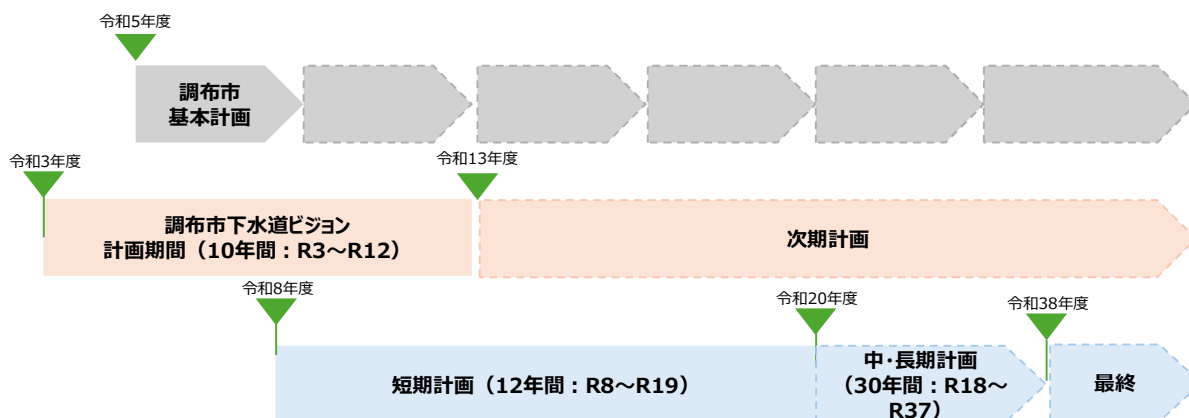 令和5年度
調布市
基本計画
令和3年度
令和13年度
調布市下水道ビジョン
計画期間（10年間：R3～R12）
次期計画
令和8年度
令和20年度
令和38年度
短期計画（12年間：R8～R19）
中・長期計画
（30年間：R18～
R37）
最終